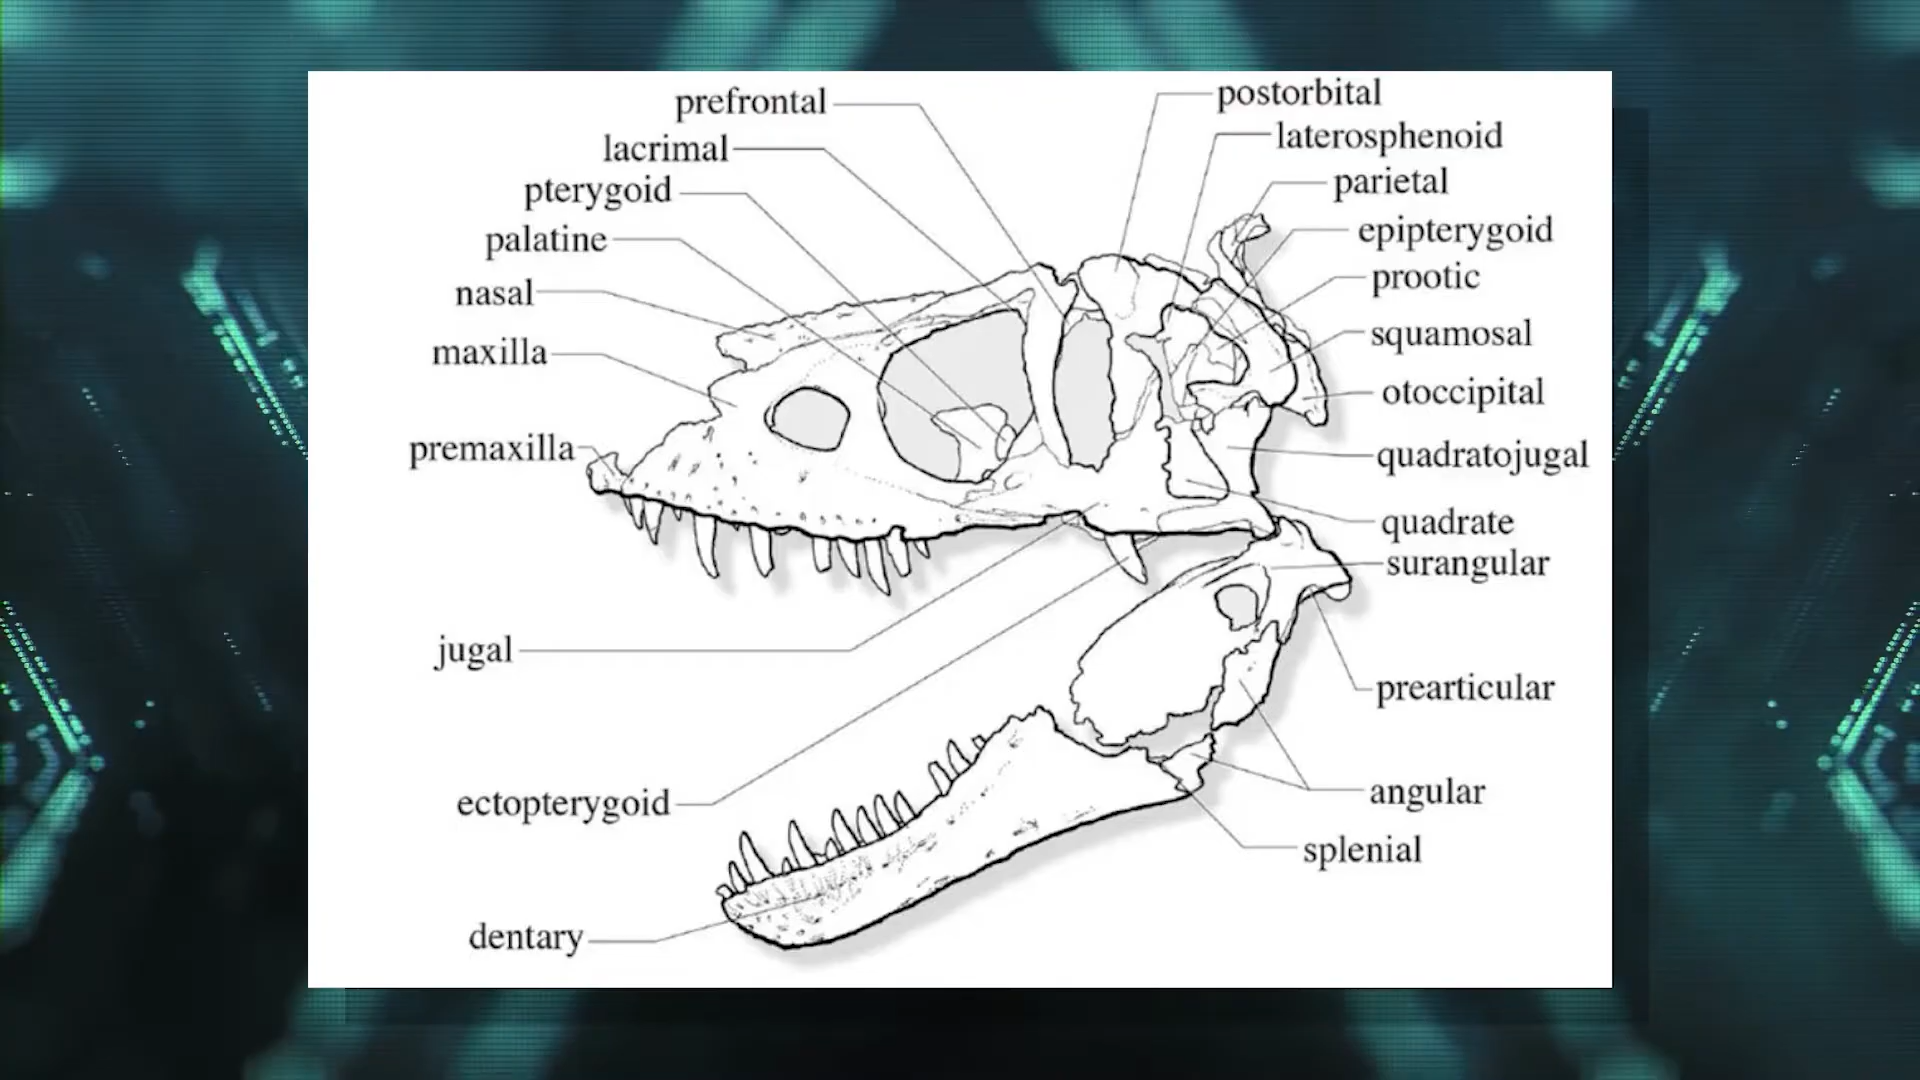 prefrontal
lacrimal
pterygoid
palatine
nasal
maxilla
premaxilla
jugal
ectopterygoid
dentary
postorbital
laterosphenoid
parietal
epipterygoid
prootic
squamosal
otoccipital
quadratojugal
quadrate
surangular
prearticular
angular
splenial